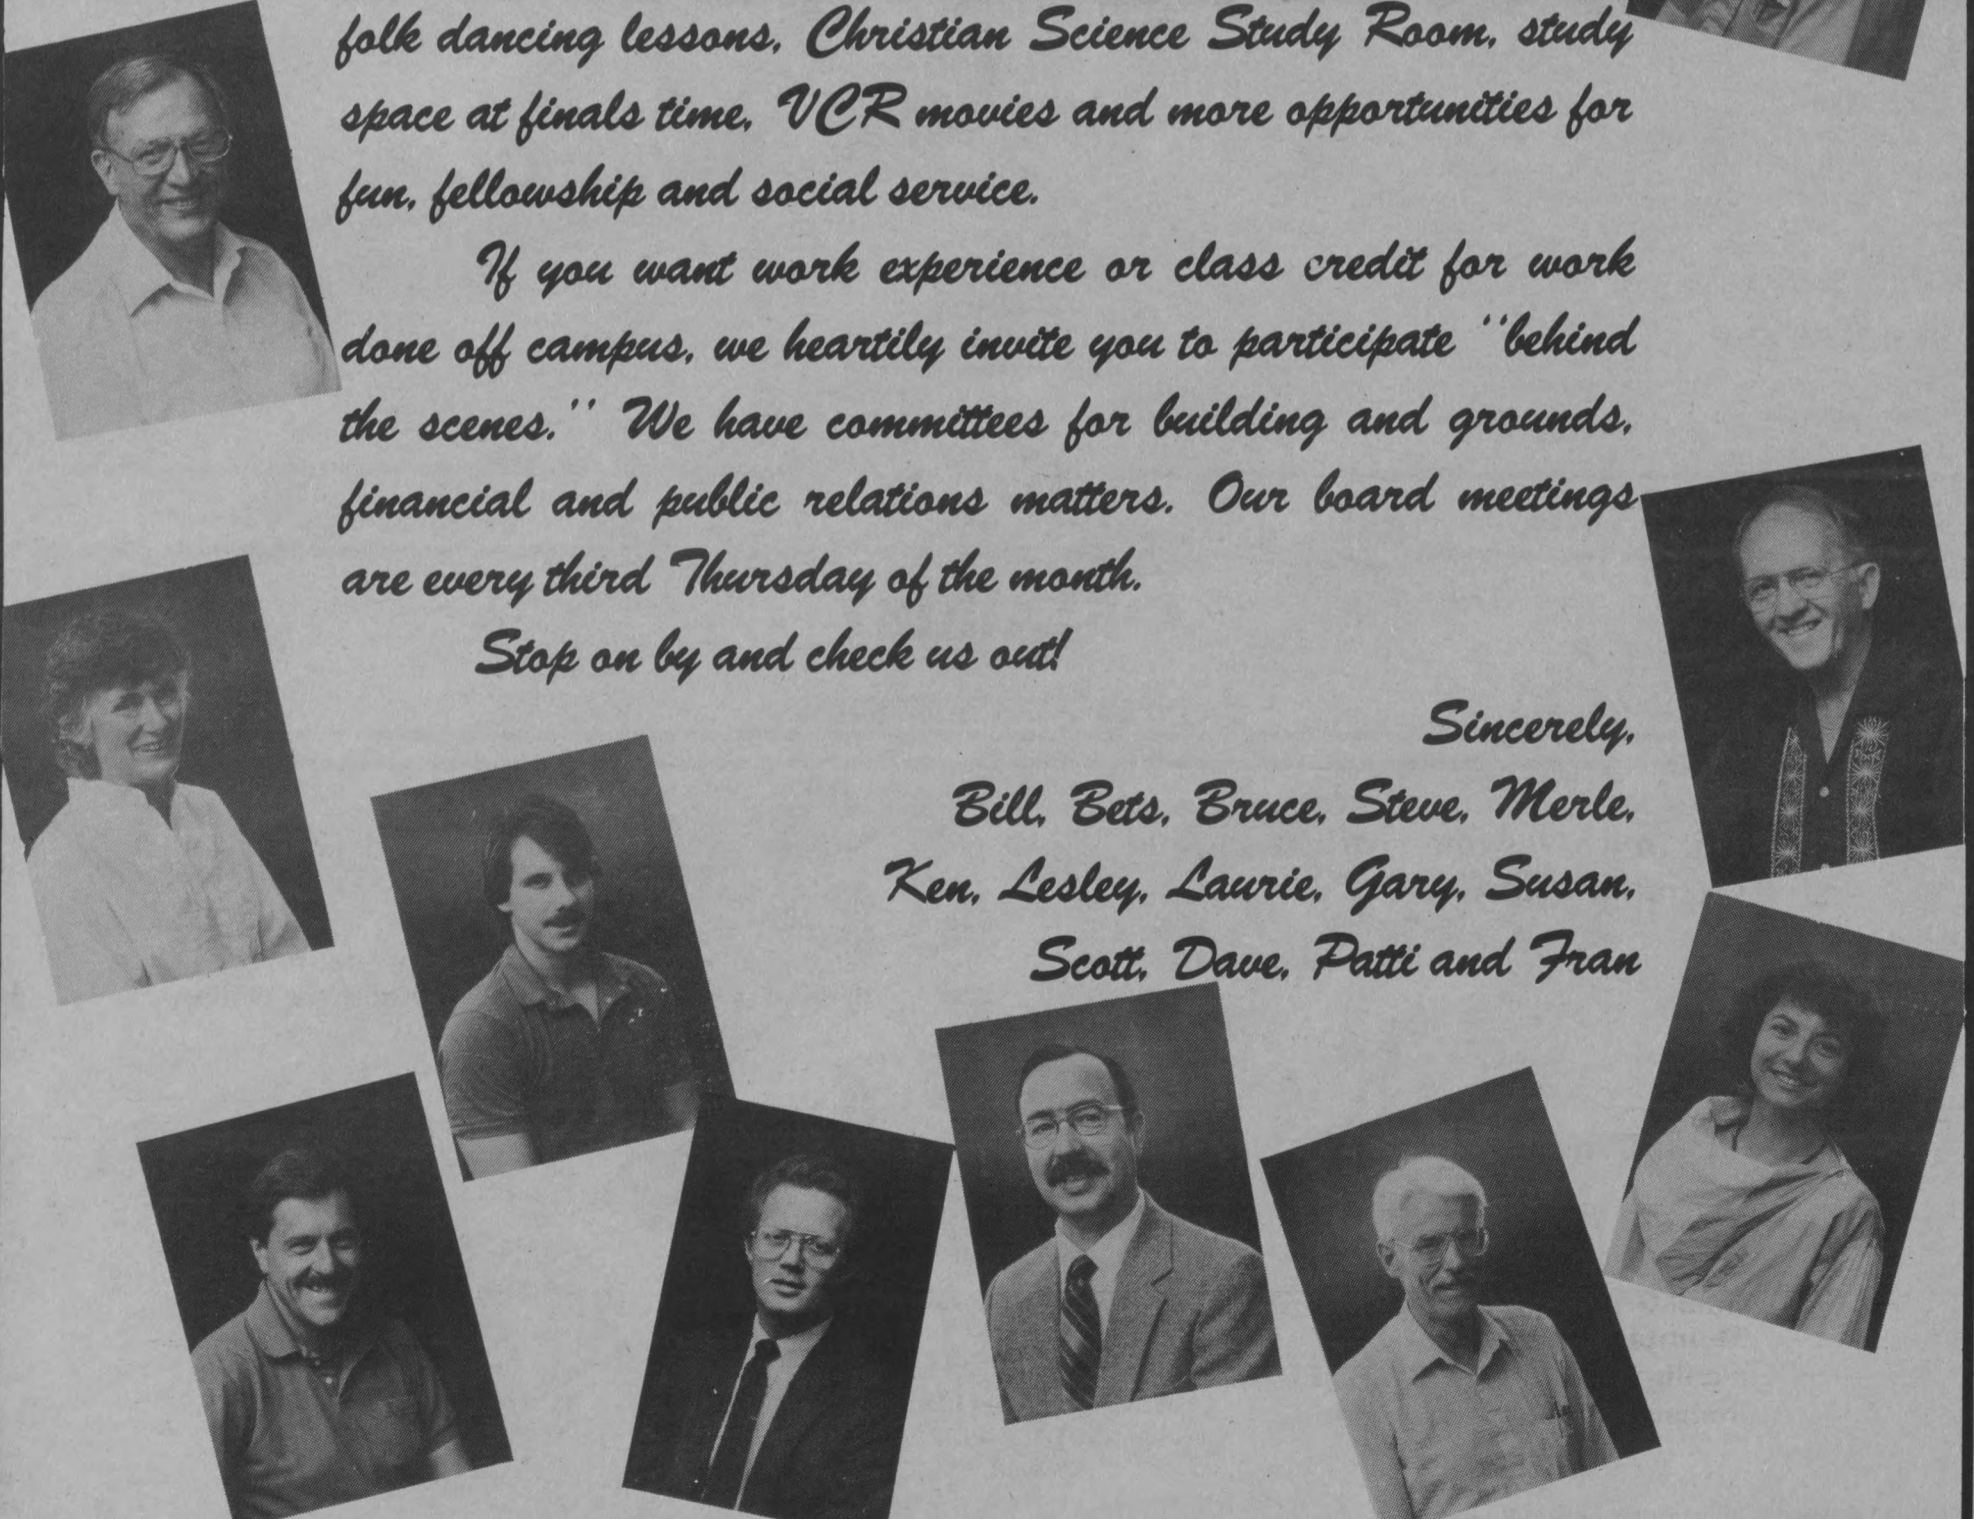 folk dancing lessons, Christian Science Study Room, study
space at finals time, VCR movies and more opportunities for
fun, fellowship and social service.
If you want work experience or class credit for work
done off campus, we heartily invite you to participate "behind
the scenes." We have committees for building and grounds,
financial and public relations matters. Our board meetings
are every third Thursday of the month.
Stop on by and check us out!
Sincerely,
Bill, Bets, Bruce, Steve, Merle,
Ken, Lesley, Laurie, Gary, Susan,
Scott, Dave, Patti and Fran